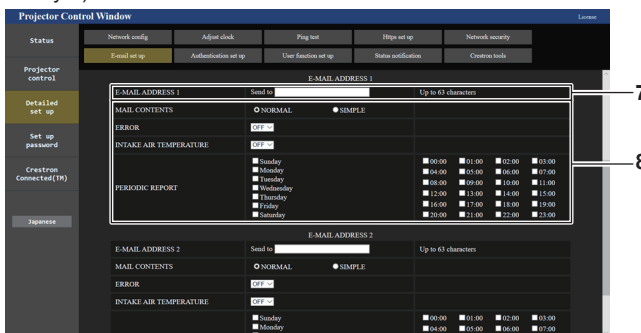 Projector Control Window
License
Status
Network config Adjust clock Ping test Https set up Network security
E-mail set up Authentication set up User function set up Status notification Crestron tools
Projector control
Detailed set up
Set up password
Crestron Connected(TM)
Japanese
E-MAIL ADDRESS 1
E-MAIL ADDRESS 1 Send to Up to 63 characters
7
MAIL CONTENTS NORMAL SIMPLE
ERROR OFF
INTAKE AIR TEMPERATURE OFF
8
PERIODIC REPORT
Sunday 00:00 01:00 02:00 03:00
Monday 04:00 05:00 06:00 07:00
Tuesday 08:00 09:00 10:00 11:00
Wednesday 12:00 13:00 14:00 15:00
Thursday 16:00 17:00 18:00 19:00
Friday 20:00 21:00 22:00 23:00
Saturday
E-MAIL ADDRESS 2
E-MAIL ADDRESS 2 Send to Up to 63 characters
MAIL CONTENTS NORMAL SIMPLE
ERROR OFF
INTAKE AIR TEMPERATURE OFF
Sunday 00:00 01:00 02:00 03:00
Monday 04:00 05:00 06:00 07:00